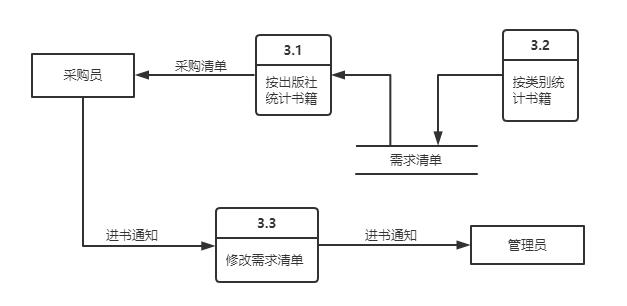 3.1
3.2
采购清单
采购员
按出版社
统计书籍
按类别统
计书籍
需求清单
3.3
进书通知
进书通知
修改需求清单
管理员